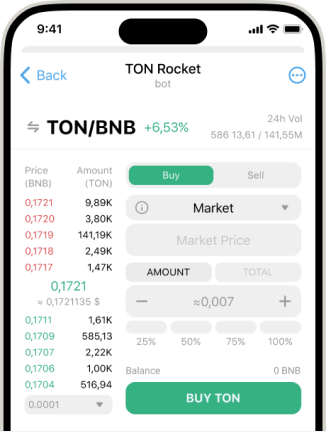 9:41
Back
TON Rocket
bot
TON/BNB +6,53%
24h Vol
586 13,61 / 141,55M
Price
(BNB)
Amount
(TON)
0,1721 9,89K
0,1720 3,80K
0,1719 141,19K
0,1718 2,49K
0,1717 1,47K
0,1721
≈ 0,1721135 $
0,1711 1,61K
0,1709 585,13
0,1707 2,22K
0,1706 1,00K
0,1704 516,94
0.0001
Buy Sell
Market
Market Price
AMOUNT TOTAL
− ≈0,007 +
25% 50% 75% 100%
Balance 0 BNB
BUY TON